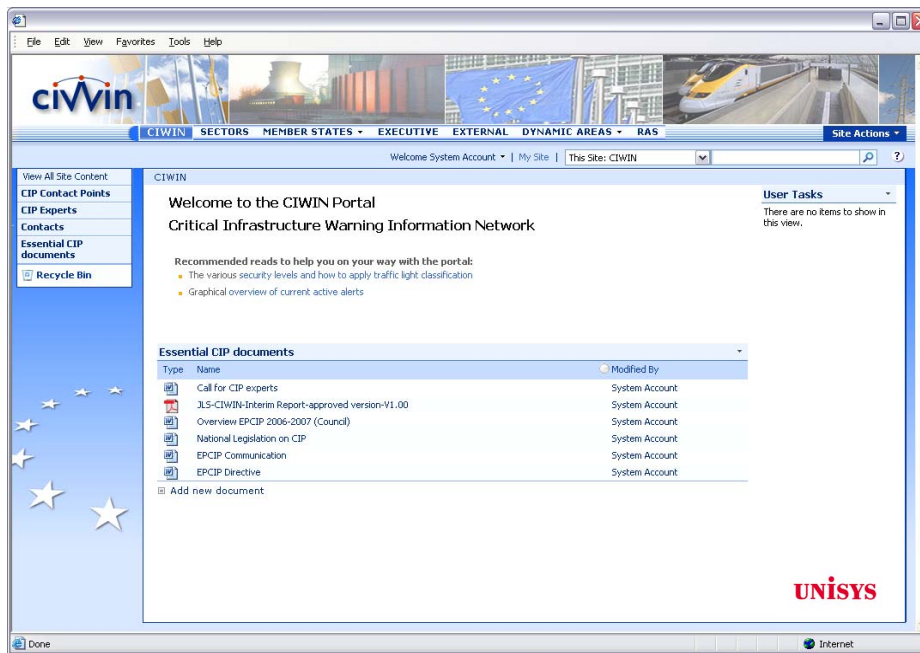 File Edit View Favorites Tools Help
ciwin
CIWIN SECTORS MEMBER STATES EXECUTIVE EXTERNAL DYNAMIC AREAS RAS Site Actions
Welcome System Account | My Site | This Site: CIWIN
View All Site Content
CIP Contact Points
CIP Experts
Contacts
Essential CIP
documents
Recycle Bin
CIWIN
Welcome to the CIWIN Portal
Critical Infrastructure Warning Information Network
Recommended reads to help you on your way with the portal:
The various security levels and how to apply traffic light classification
Graphical overview of current active alerts
Essential CIP documents
Type Name Modified By
Call for CIP experts System Account
JLS-CIWIN-Interim Report-approved version-V1.00 System Account
Overview EPCIP 2006-2007 (Council) System Account
National Legislation on CIP System Account
EPCIP Communication System Account
EPCIP Directive System Account
Add new document
User Tasks
There are no items to show in
this view.
UNISYS
Done Internet